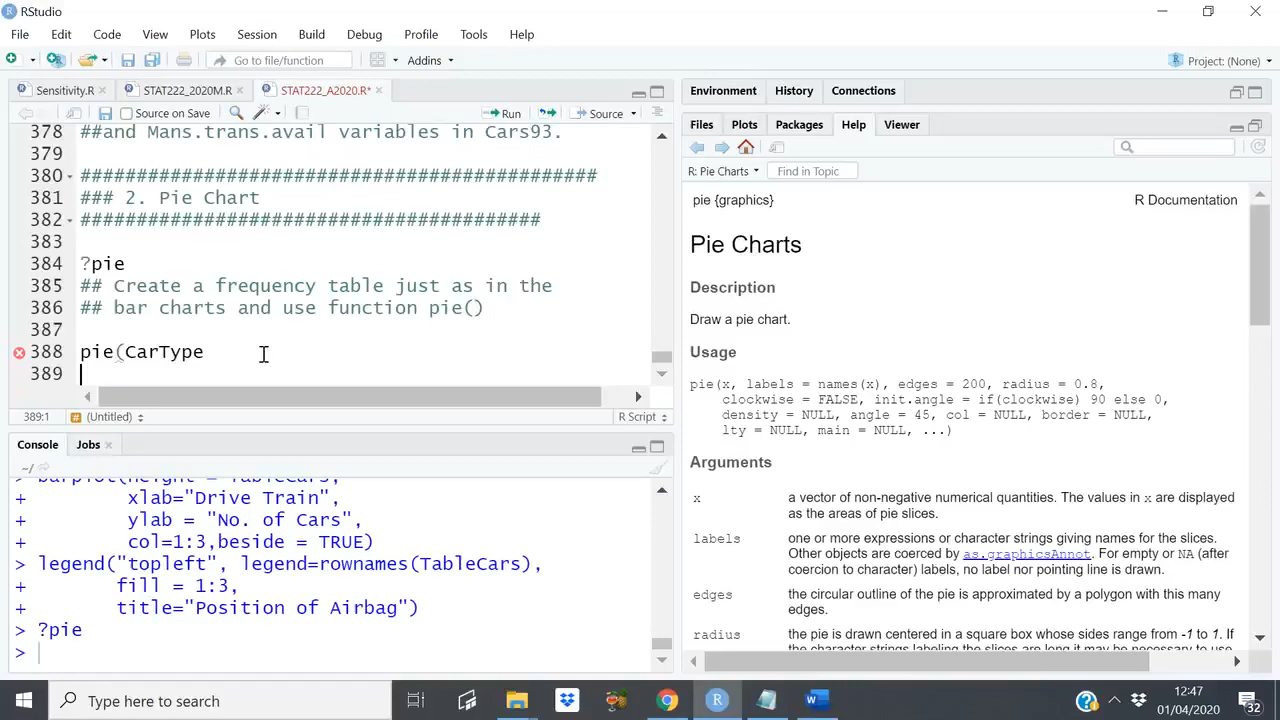 RStudio
File Edit Code View Plots Session Build Debug Profile Tools Help
Go to file/function Addins Project: (None)
Sensitivity.R STAT222_2020M.R STAT222_A2020.R*
Source on Save Run Source
378 ##and Mans.trans.avail variables in Cars93.
379
380 ##############################################
381 ### 2. Pie Chart
382 #########################################
383
384 ?pie
385 ## Create a frequency table just as in the
386 ## bar charts and use function pie()
387
388 pie(CarType
389
389:1 # (Untitled) R Script
Console Jobs
~/
> barplot(height = TableCars,
+ xlab="Drive Train",
+ ylab = "No. of Cars",
+ col=1:3,beside = TRUE)
> legend("topleft", legend=rownames(TableCars),
+ fill = 1:3,
+ title="Position of Airbag")
> ?pie
>
Environment History Connections
Files Plots Packages Help Viewer
R: Pie Charts Find in Topic
pie {graphics} R Documentation
Pie Charts
Description
Draw a pie chart.
Usage
pie(x, labels = names(x), edges = 200, radius = 0.8,
clockwise = FALSE, init.angle = if(clockwise) 90 else 0,
density = NULL, angle = 45, col = NULL, border = NULL,
lty = NULL, main = NULL, ...)
Arguments
x a vector of non-negative numerical quantities. The values in x are displayed
as the areas of pie slices.
labels one or more expressions or character strings giving names for the slices.
Other objects are coerced by as.graphicsAnnot. For empty or NA (after
coercion to character) labels, no label nor pointing line is drawn.
edges the circular outline of the pie is approximated by a polygon with this many
edges.
radius the pie is drawn centered in a square box whose sides range from -1 to 1. If
the character strings labeling the slices are long it may be necessary to use
Type here to search
12:47
01/04/2020
32